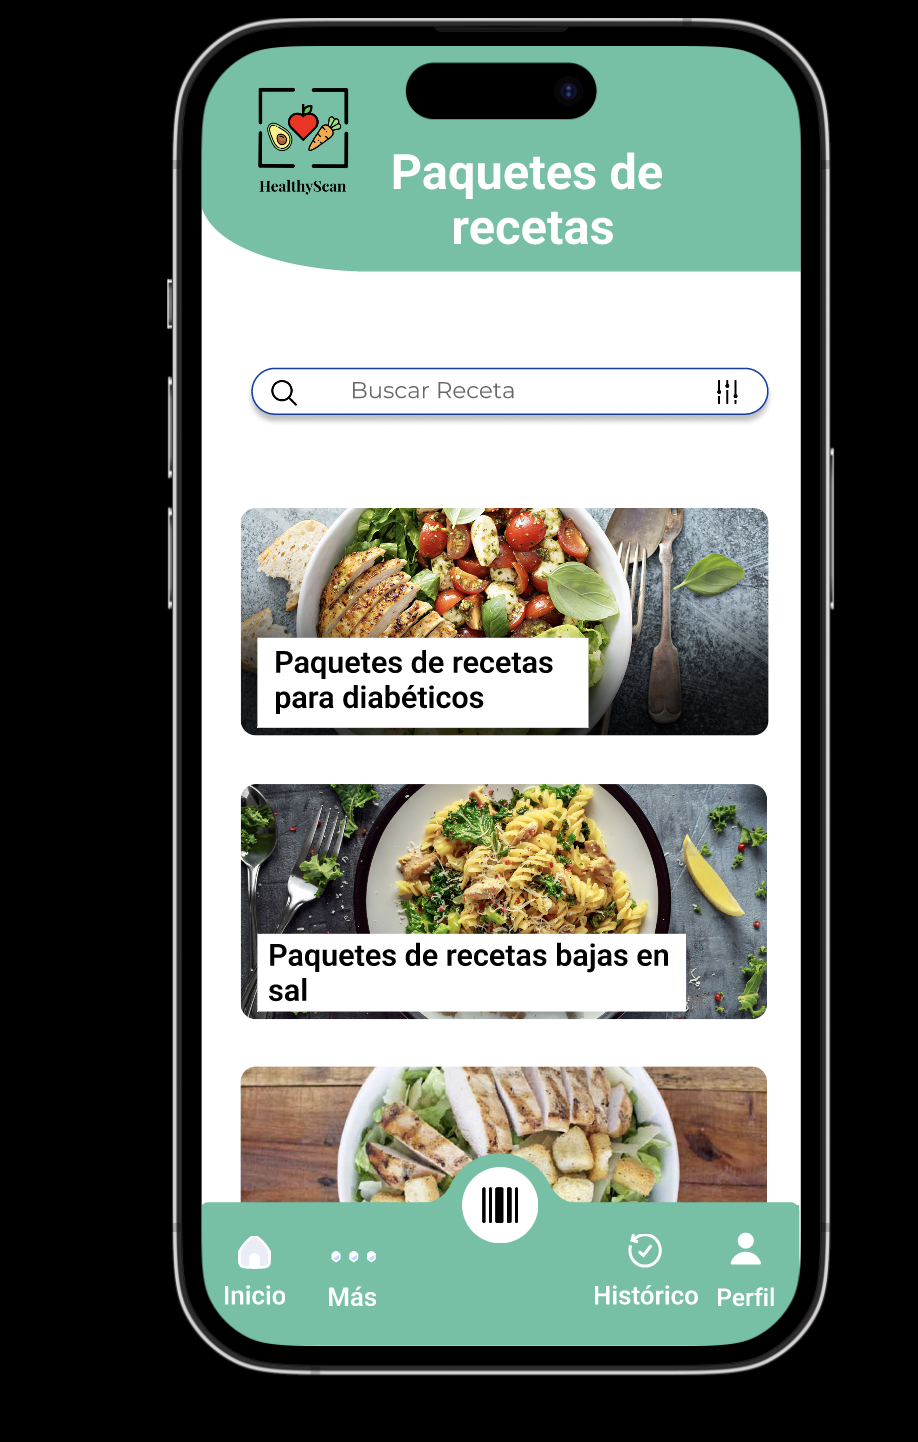 HealthyScan
Paquetes de
recetas
Buscar Receta
Paquetes de recetas
para diabéticos
Paquetes de recetas bajas en
sal
Inicio
Más
Histórico
Perfil